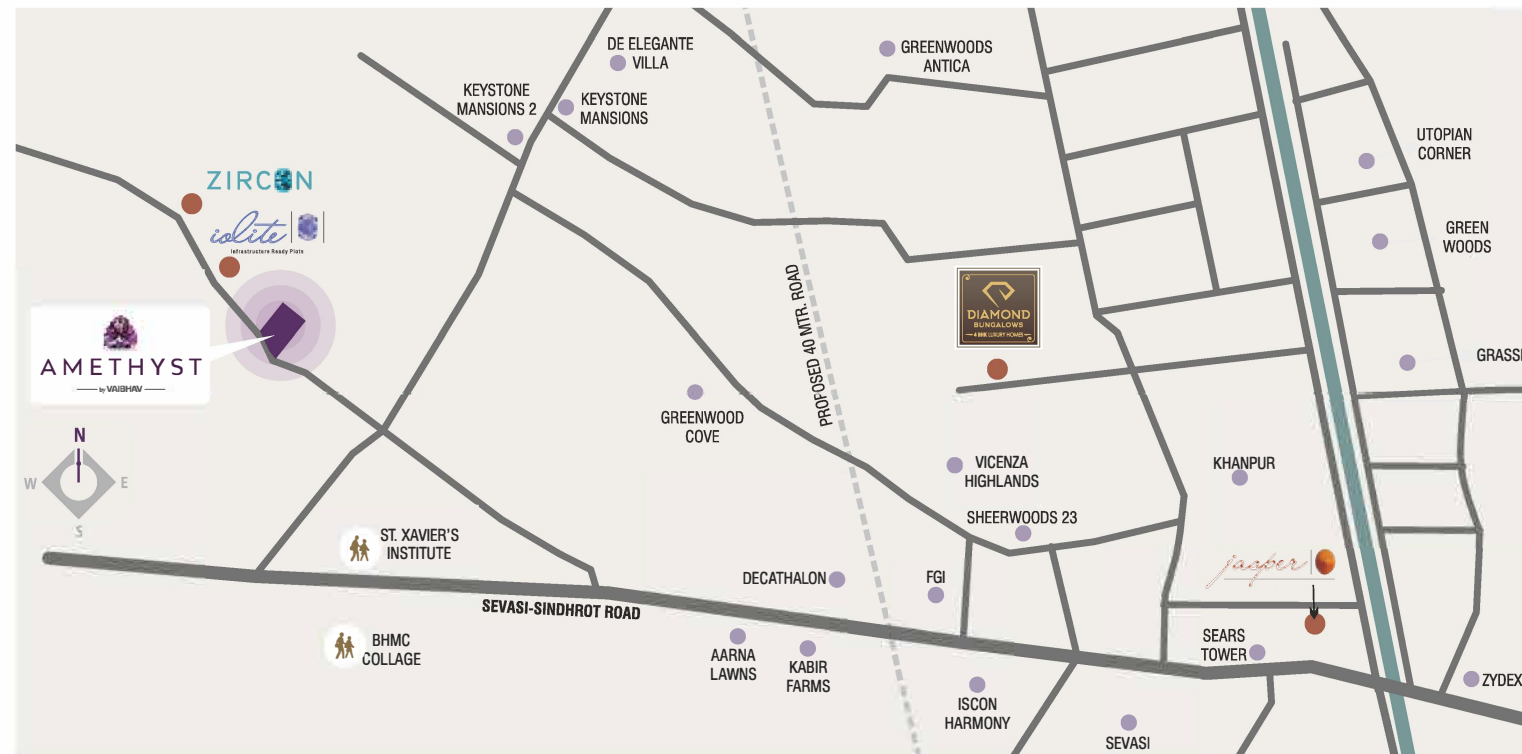 DE ELEGANTE
VILLA
GREENWOODS
ANTICA
KEYSTONE
MANSIONS 2
KEYSTONE
MANSIONS
UTOPIAN
CORNER
ZIRCON
iolite
Infrastructure Ready Plots
GREEN
WOODS
PROFOSED 40 MTR. ROAD
DIAMOND
BUNGALOWS
4 BHK LUXURY HOMES
AMETHYST
by VAIBHAV
GRASSI
GREENWOOD
COVE
N
W
E
S
VICENZA
HIGHLANDS
KHANPUR
SHEERWOODS 23
ST. XAVIER'S
INSTITUTE
jasper
DECATHALON
FGI
SEVASI-SINDHROT ROAD
BHMC
COLLAGE
AARNA
LAWNS
KABIR
FARMS
SEARS
TOWER
ISCON
HARMONY
ZYDEX
SEVASI